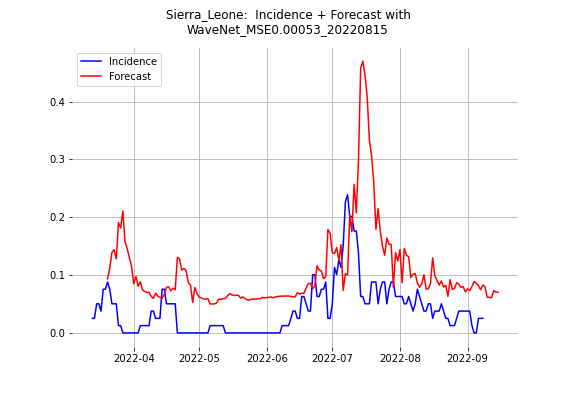 Sierra_Leone:  Incidence + Forecast with
WaveNet_MSE0.00053_20220815
Incidence
Forecast
0.4
0.3
0.2
0.1
0.0
2022-04 2022-05 2022-06 2022-07 2022-08 2022-09